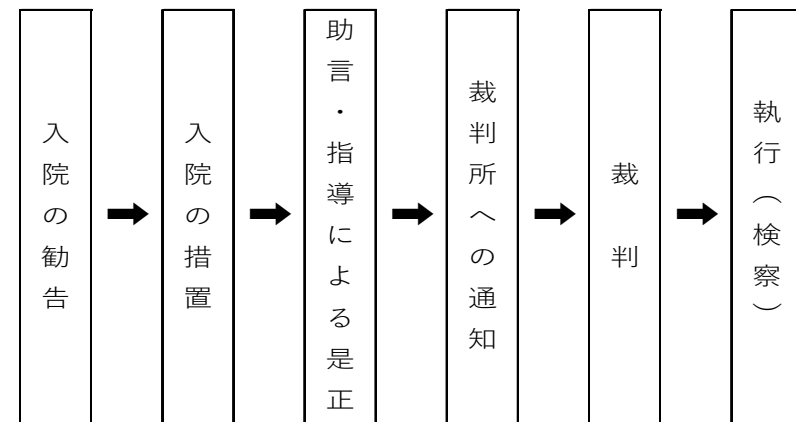 入院の勧告
入院の措置
助言・指導による是正
裁判所への通知
裁判
執行（検察）